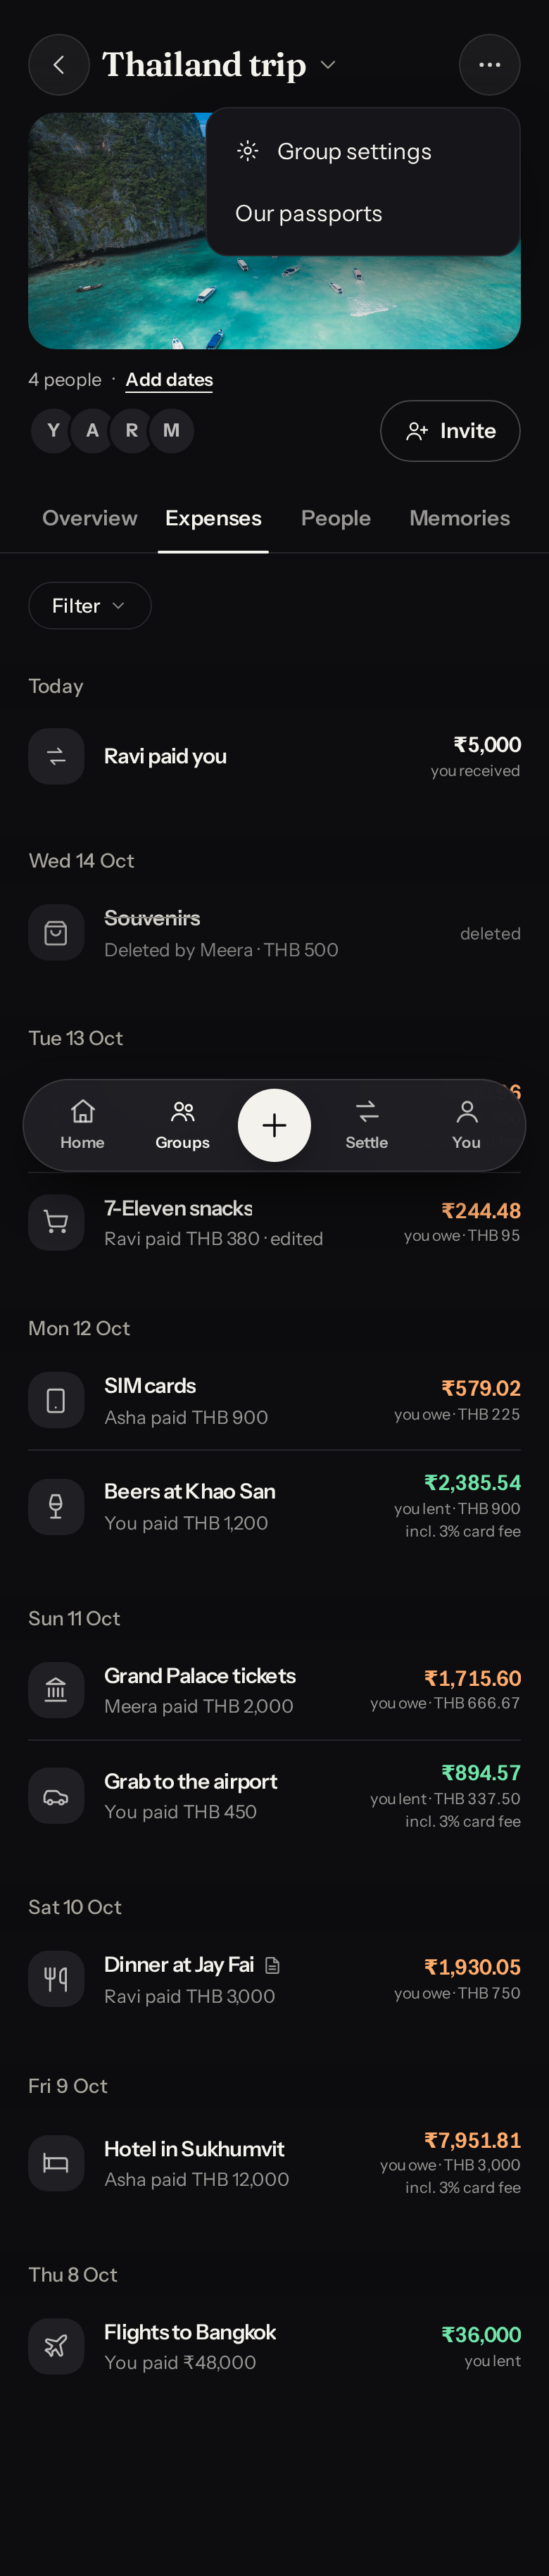 Thailand trip
Group settings
Our passports
4 people · Add dates
Y A R M
Invite
Overview Expenses People Memories
Filter
Today
Ravi paid you
₹5,000
you received
Wed 14 Oct
Souvenirs
Deleted by Meera · THB 500
deleted
Tue 13 Oct
Home Groups Settle You
7-Eleven snacks
Ravi paid THB 380 · edited
₹244.48
you owe · THB 95
Mon 12 Oct
SIM cards
Asha paid THB 900
₹579.02
you owe · THB 225
Beers at Khao San
You paid THB 1,200
₹2,385.54
you lent · THB 900
incl. 3% card fee
Sun 11 Oct
Grand Palace tickets
Meera paid THB 2,000
₹1,715.60
you owe · THB 666.67
Grab to the airport
You paid THB 450
₹894.57
you lent · THB 337.50
incl. 3% card fee
Sat 10 Oct
Dinner at Jay Fai
Ravi paid THB 3,000
₹1,930.05
you owe · THB 750
Fri 9 Oct
Hotel in Sukhumvit
Asha paid THB 12,000
₹7,951.81
you owe · THB 3,000
incl. 3% card fee
Thu 8 Oct
Flights to Bangkok
You paid ₹48,000
₹36,000
you lent